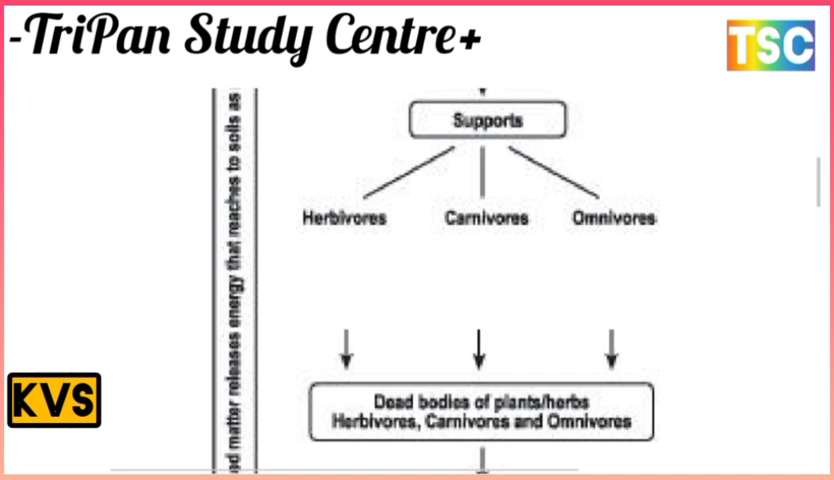 -TriPan Study Centre+
TSC
Supports
Herbivores Carnivores Omnivores
matter releases energy that reaches to soils as
Dead bodies of plants/herbs
Herbivores, Carnivores and Omnivores
KVS